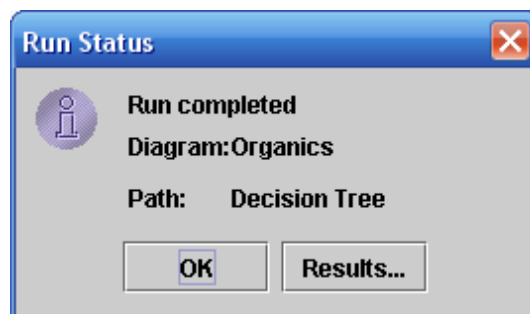 Run Status
Run completed
Diagram:Organics
Path: Decision Tree
OK Results...